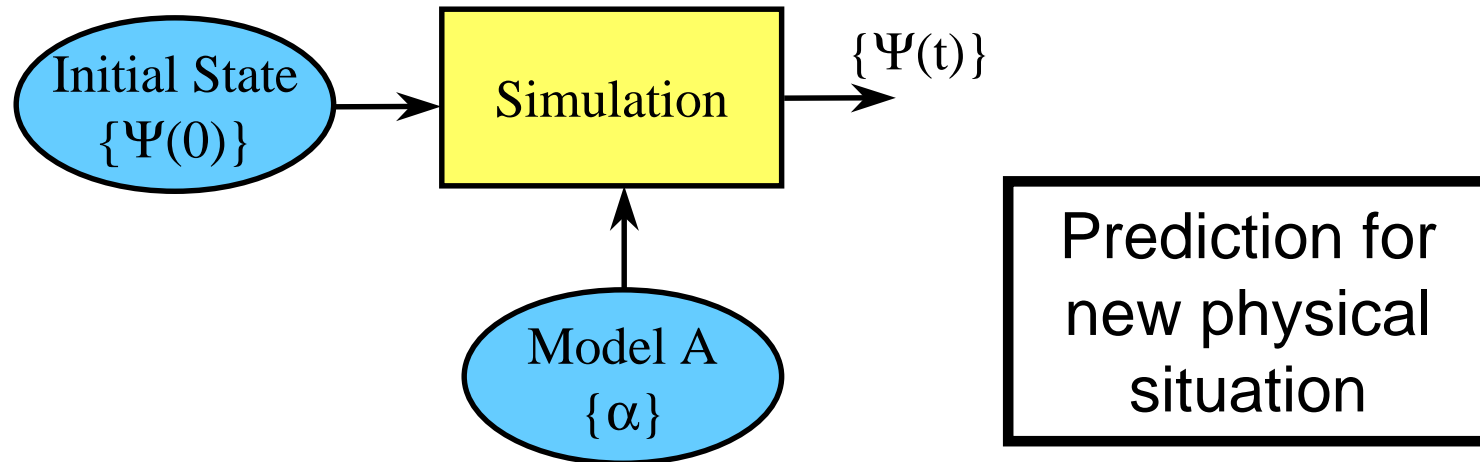 Initial State
{Ψ(0)}
Simulation
{Ψ(t)}
Model A
{α}
Prediction for
new physical
situation